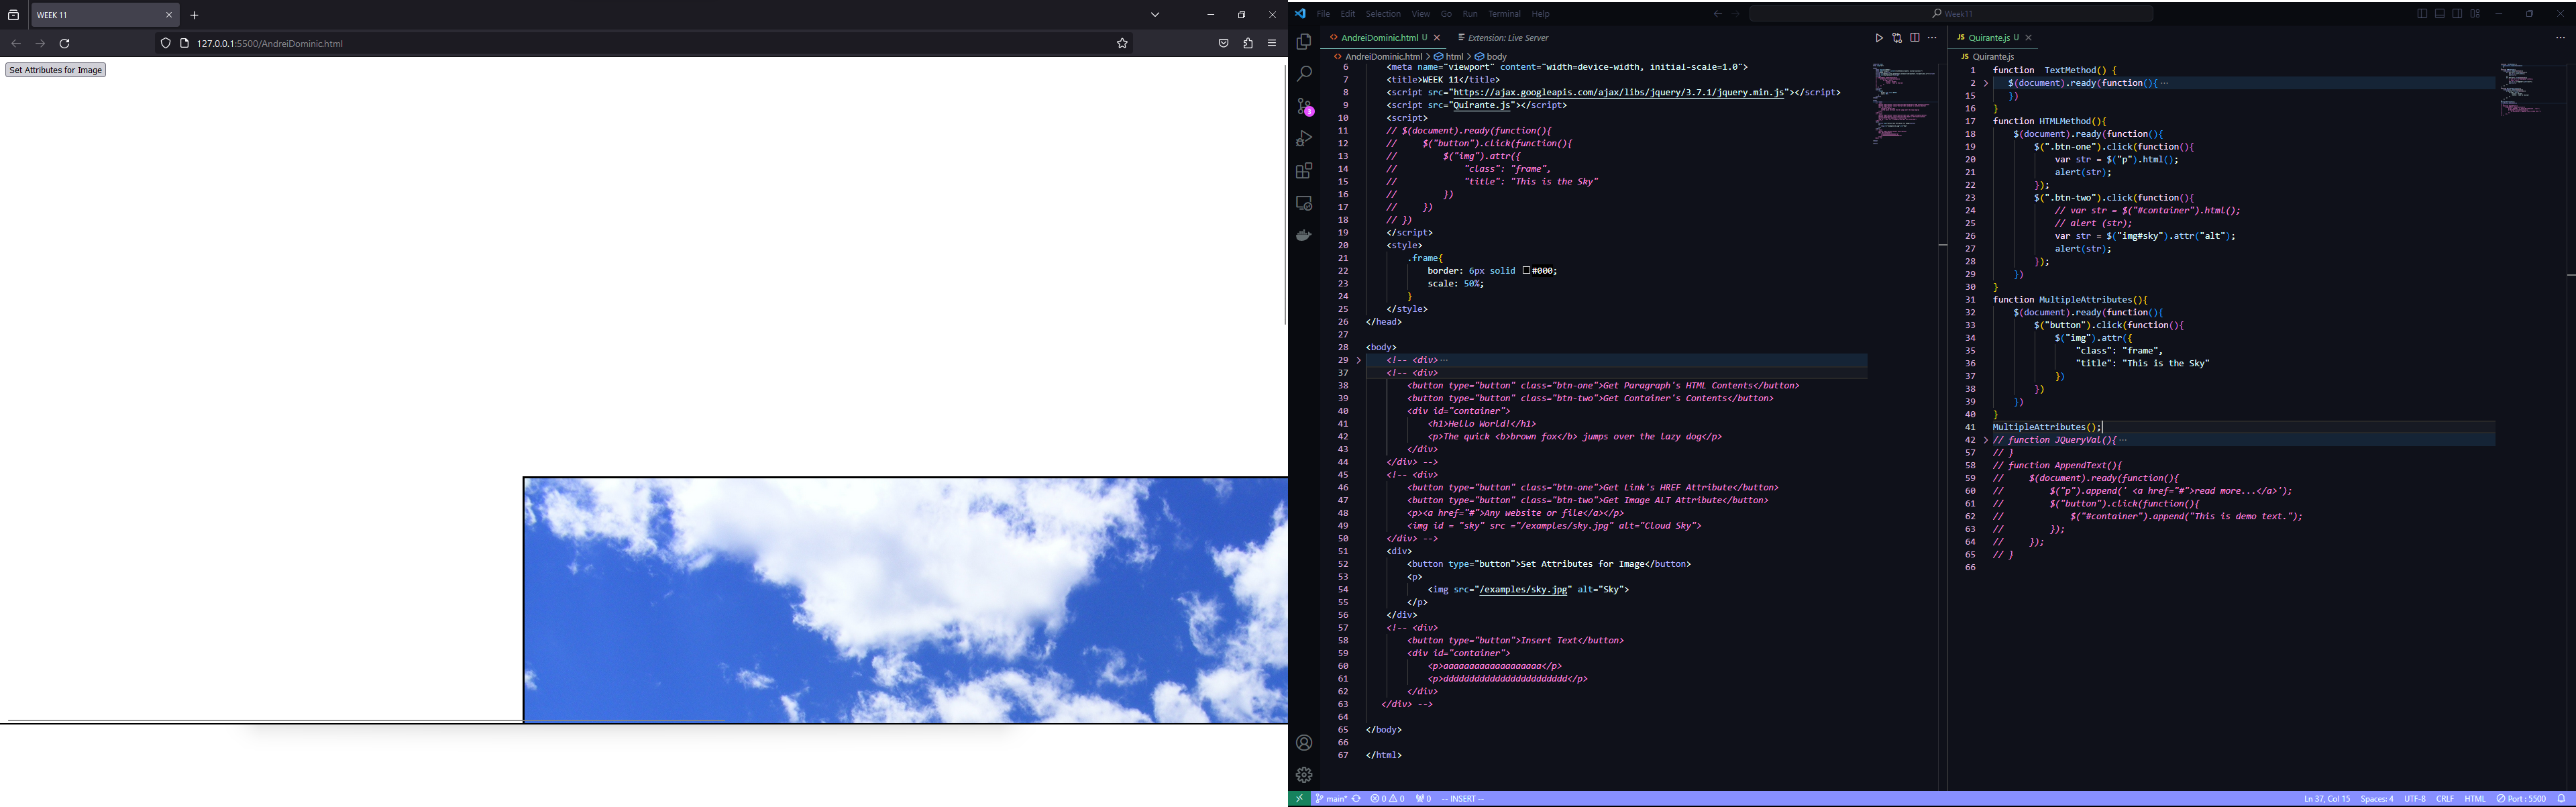 WEEK 11
127.0.0.1:5500/AndreiDominic.html
Set Attributes for Image
File Edit Selection View Go Run Terminal Help
Week11
AndreiDominic.html U
Extension: Live Server
AndreiDominic.html > html > body
6 <meta name="viewport" content="width=device-width, initial-scale=1.0">
7 <title>WEEK 11</title>
8 <script src="https://ajax.googleapis.com/ajax/libs/jquery/3.7.1/jquery.min.js"></script>
9 <script src="Quirante.js"></script>
10 <script>
11 // $(document).ready(function(){
12 // $("button").click(function(){
13 // $("img").attr({
14 // "class": "frame",
15 // "title": "This is the Sky"
16 // })
17 // })
18 // })
19 </script>
20 <style>
21 .frame{
22 border: 6px solid #000;
23 scale: 50%;
24 }
25 </style>
26 </head>
27
28 <body>
29 <!-- <div>…
37 <!-- <div>
38 <button type="button" class="btn-one">Get Paragraph's HTML Contents</button>
39 <button type="button" class="btn-two">Get Container's Contents</button>
40 <div id="container">
41 <h1>Hello World!</h1>
42 <p>The quick <b>brown fox</b> jumps over the lazy dog</p>
43 </div>
44 </div> -->
45 <!-- <div>
46 <button type="button" class="btn-one">Get Link's HREF Attribute</button>
47 <button type="button" class="btn-two">Get Image ALT Attribute</button>
48 <p><a href="#">Any website or file</a></p>
49 <img id = "sky" src ="/examples/sky.jpg" alt="Cloud Sky">
50 </div> -->
51 <div>
52 <button type="button">Set Attributes for Image</button>
53 <p>
54 <img src="/examples/sky.jpg" alt="Sky">
55 </p>
56 </div>
57 <!-- <div>
58 <button type="button">Insert Text</button>
59 <div id="container">
60 <p>aaaaaaaaaaaaaaaaaaa</p>
61 <p>dddddddddddddddddddddddd</p>
62 </div>
63 </div> -->
64
65 </body>
66
67 </html>
Quirante.js U
Quirante.js
1 function TextMethod() {
2 $(document).ready(function(){…
15 })
16 }
17 function HTMLMethod(){
18 $(document).ready(function(){
19 $(".btn-one").click(function(){
20 var str = $("p").html();
21 alert(str);
22 });
23 $(".btn-two").click(function(){
24 // var str = $("#container").html();
25 // alert (str);
26 var str = $("img#sky").attr("alt");
27 alert(str);
28 });
29 })
30 }
31 function MultipleAttributes(){
32 $(document).ready(function(){
33 $("button").click(function(){
34 $("img").attr({
35 "class": "frame",
36 "title": "This is the Sky"
37 })
38 })
39 })
40 }
41 MultipleAttributes();
42 // function JQueryVal(){…
57 // }
58 // function AppendText(){
59 // $(document).ready(function(){
60 // $("p").append(' <a href="#">read more...</a>');
61 // $("button").click(function(){
62 // $("#container").append("This is demo text.");
63 // });
64 // });
65 // }
66
main* 0 0 0 -- INSERT -- Ln 37, Col 15 Spaces: 4 UTF-8 CRLF HTML Port : 5500